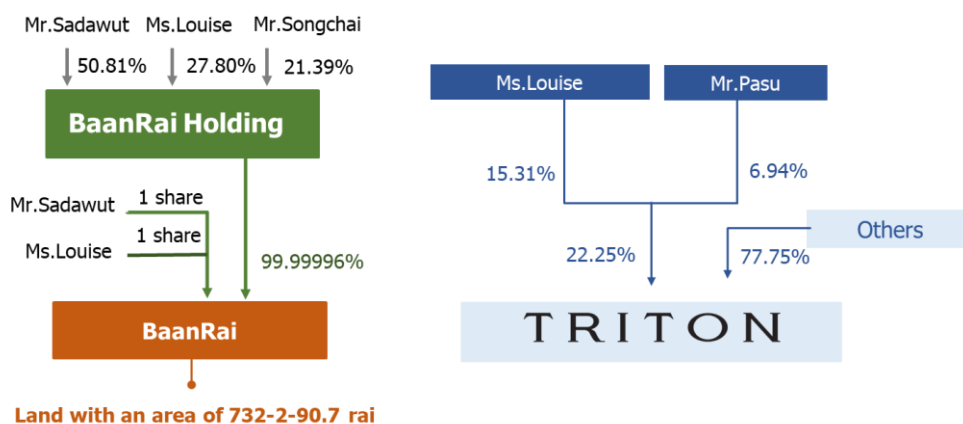 Mr.Sadawut Ms.Louise Mr.Songchai
50.81% 27.80% 21.39%
BaanRai Holding
Mr.Sadawut 1 share
Ms.Louise 1 share
99.99996%
BaanRai
Land with an area of 732-2-90.7 rai
Ms.Louise Mr.Pasu
15.31% 6.94%
Others
22.25% 77.75%
TRITON